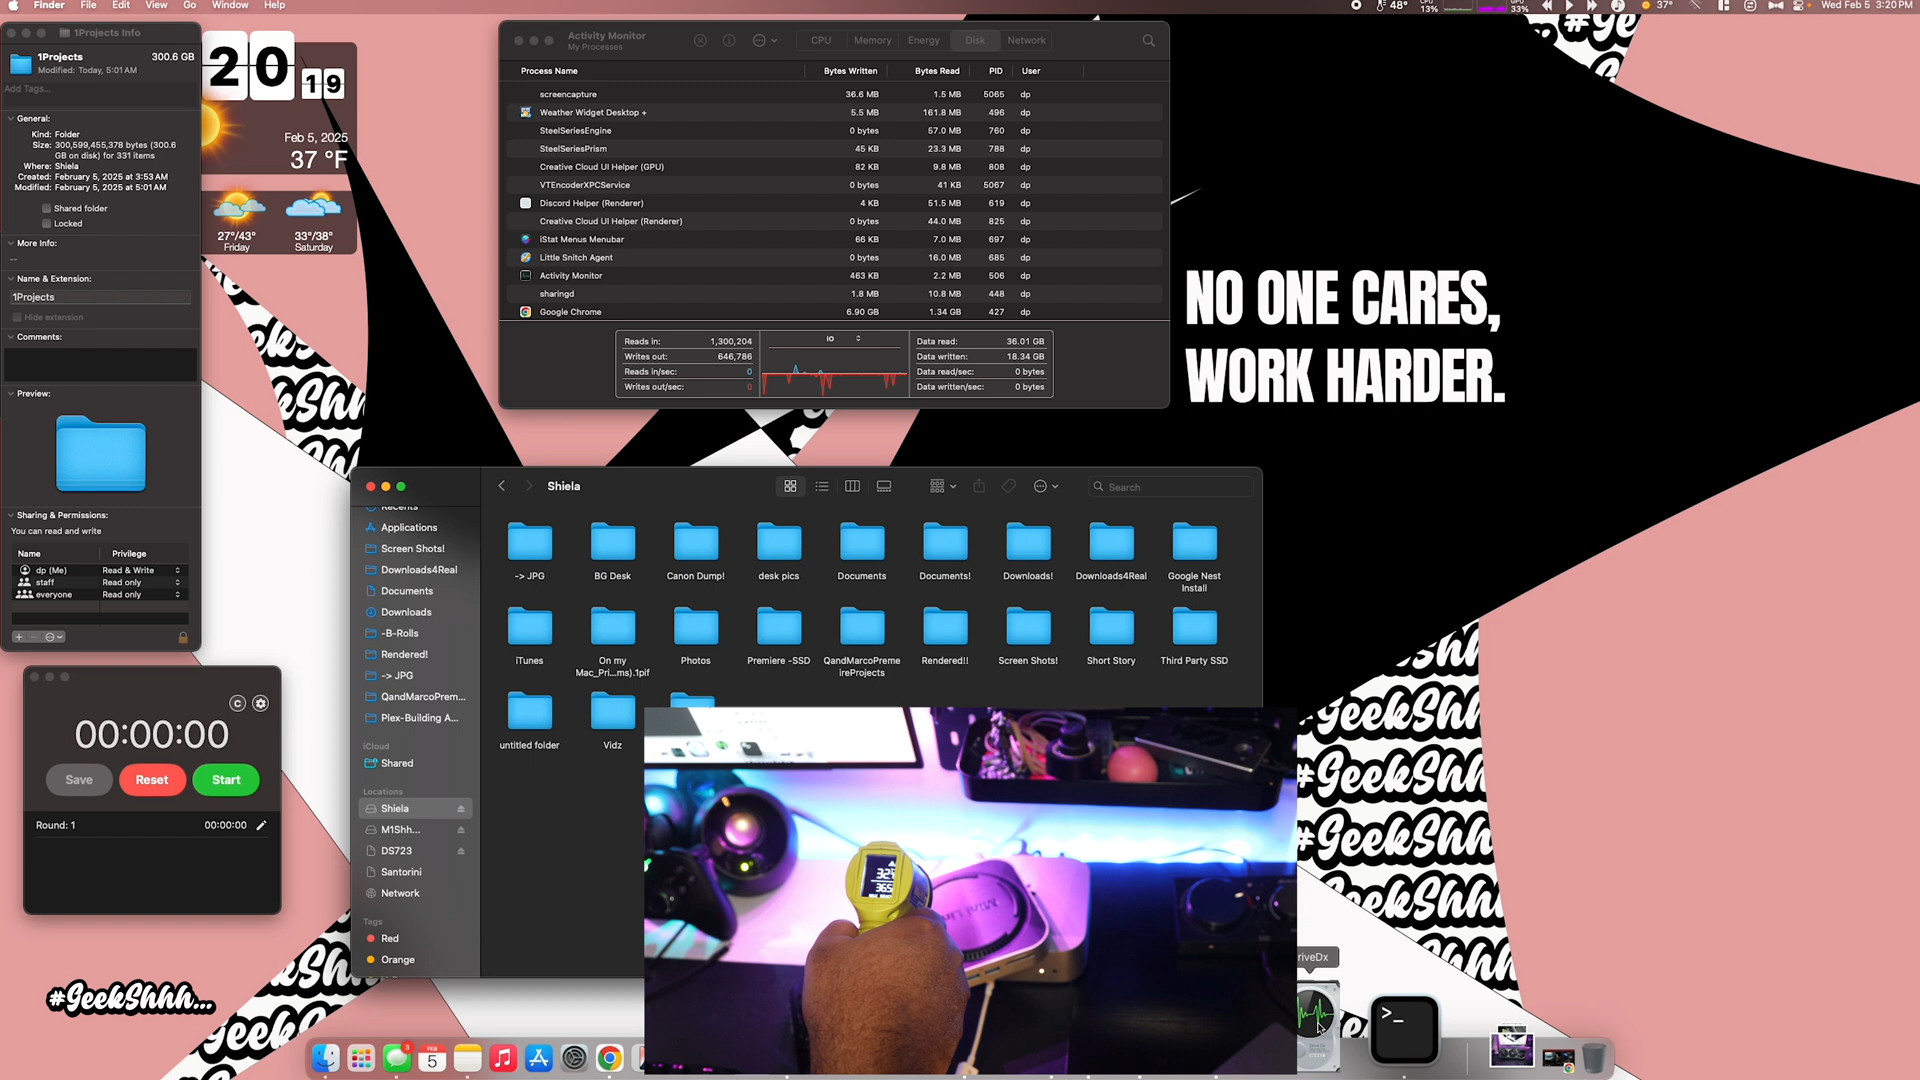 Finder File Edit View Go Window Help
48° CPU 13% GPU 33% 37° Wed Feb 5 3:20 PM
1Projects Info
1Projects 300.6 GB
Modified: Today, 5:01 AM
Add Tags...
General:
Kind: Folder
Size: 300,599,455,378 bytes (300.6
GB on disk) for 331 items
Where: Shiela
Created: February 5, 2025 at 3:53 AM
Modified: February 5, 2025 at 5:01 AM
Shared folder
Locked
More Info:
--
Name & Extension:
1Projects
Hide extension
Comments:
Preview:
Sharing & Permissions:
You can read and write
Name Privilege
dp (Me) Read & Write
staff Read only
everyone Read only
20 19
Feb 5, 2025
37 °F
27°/43° 33°/38°
Friday Saturday
Activity Monitor
My Processes
CPU Memory Energy Disk Network
Process Name Bytes Written Bytes Read PID User
screencapture 36.6 MB 1.5 MB 5065 dp
Weather Widget Desktop + 5.5 MB 161.8 MB 496 dp
SteelSeriesEngine 0 bytes 57.0 MB 760 dp
SteelSeriesPrism 45 KB 23.3 MB 788 dp
Creative Cloud UI Helper (GPU) 82 KB 9.8 MB 808 dp
VTEncoderXPCService 0 bytes 41 KB 5067 dp
Discord Helper (Renderer) 4 KB 51.5 MB 619 dp
Creative Cloud UI Helper (Renderer) 0 bytes 44.0 MB 825 dp
iStat Menus Menubar 66 KB 7.0 MB 697 dp
Little Snitch Agent 0 bytes 16.0 MB 685 dp
Activity Monitor 463 KB 2.2 MB 506 dp
sharingd 1.8 MB 10.8 MB 448 dp
Google Chrome 6.90 GB 1.34 GB 427 dp
Reads in: 1,300,204 IO Data read: 36.01 GB
Writes out: 646,786 Data written: 18.34 GB
Reads in/sec: 0 Data read/sec: 0 bytes
Writes out/sec: 0 Data written/sec: 0 bytes
NO ONE CARES,
WORK HARDER.
Shiela
Search
Recents
Applications
Screen Shots!
Downloads4Real
Documents
Downloads
-B-Rolls
Rendered!
-> JPG
QandMarcoPrem...
Plex-Building A...
iCloud
Shared
Locations
Shiela
M1Shh...
DS723
Santorini
Network
Tags
Red
Orange
-> JPG BG Desk Canon Dump! desk pics Documents Documents! Downloads! Downloads4Real Google Nest
Install
iTunes On my Photos Premiere -SSD QandMarcoPreme Rendered!! Screen Shots! Short Story Third Party SSD
Mac_Pri...ms).1pif ireProjects
untitled folder Vidz
00:00:00
Save Reset Start
Round: 1 00:00:00
Mini
#GeekShhh...
#GeekShhh
#GeekShhh
#GeekShhh
#GeekShhh
riveDx
>_
3
FEB
5